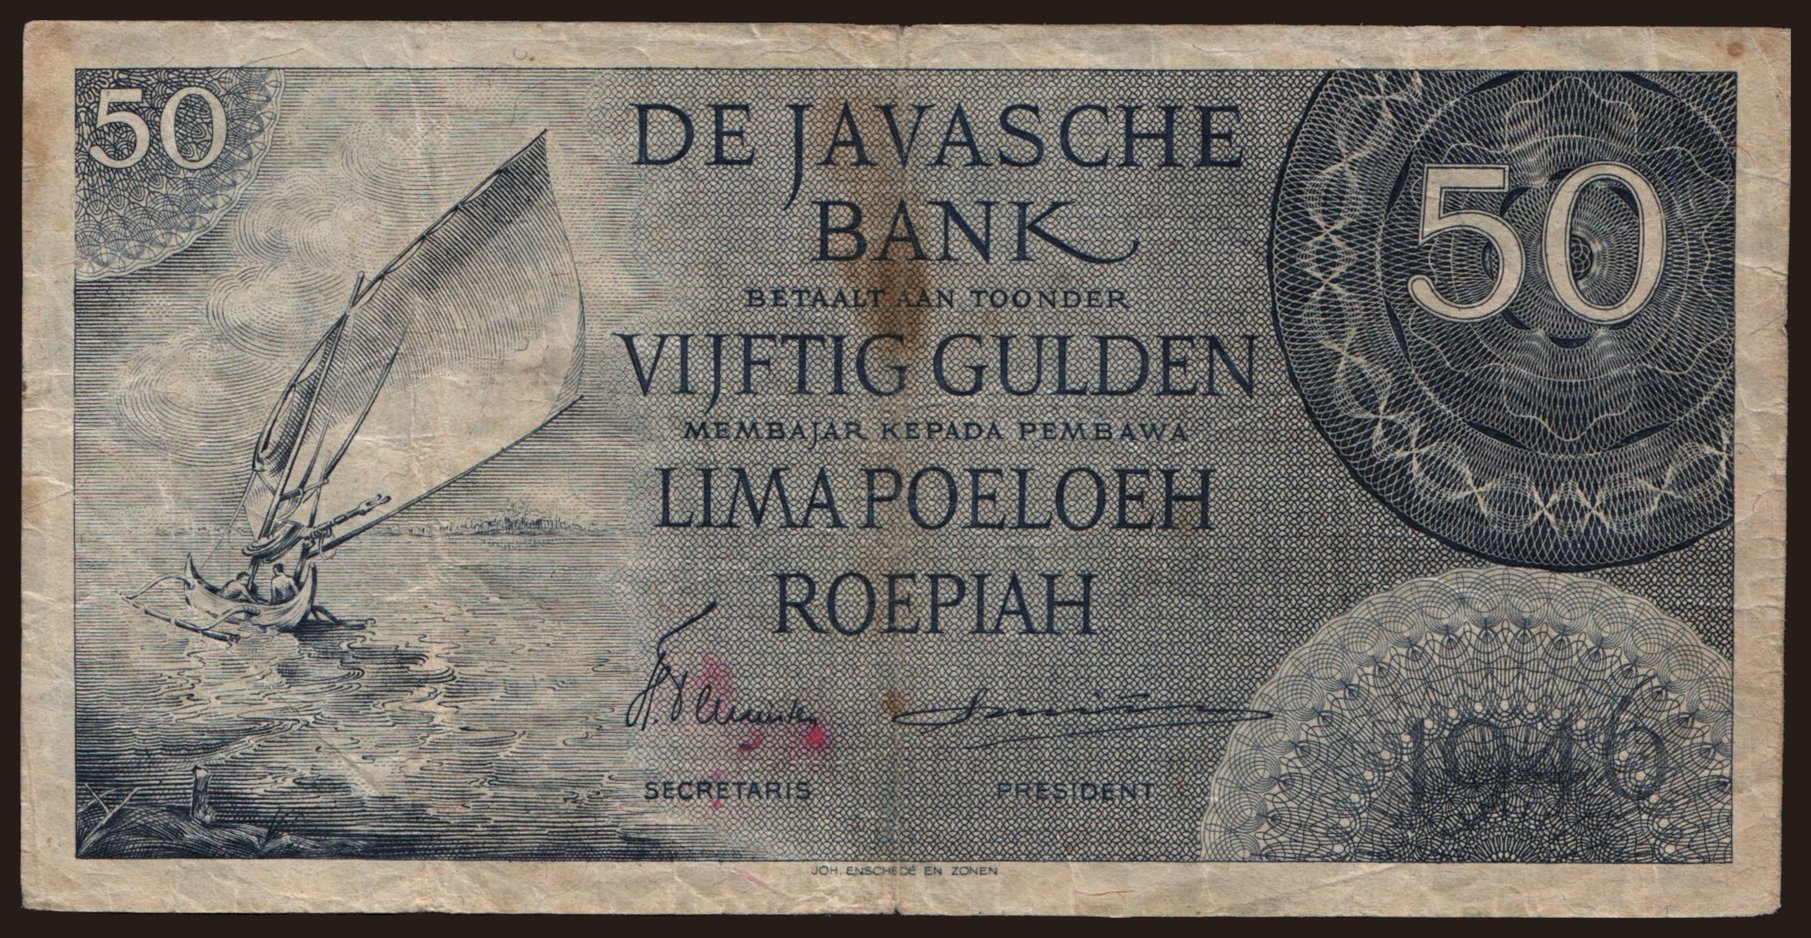 50
DE JAVASCHE
BANK
50
BETAALT AAN TOONDER
VIJFTIG GULDEN
MEMBAJAR KEPADA PEMBAWA
LIMA POELOEH
ROEPIAH
SECRETARIS
PRESIDENT
1946
JOH. ENSCHEDÉ EN ZONEN